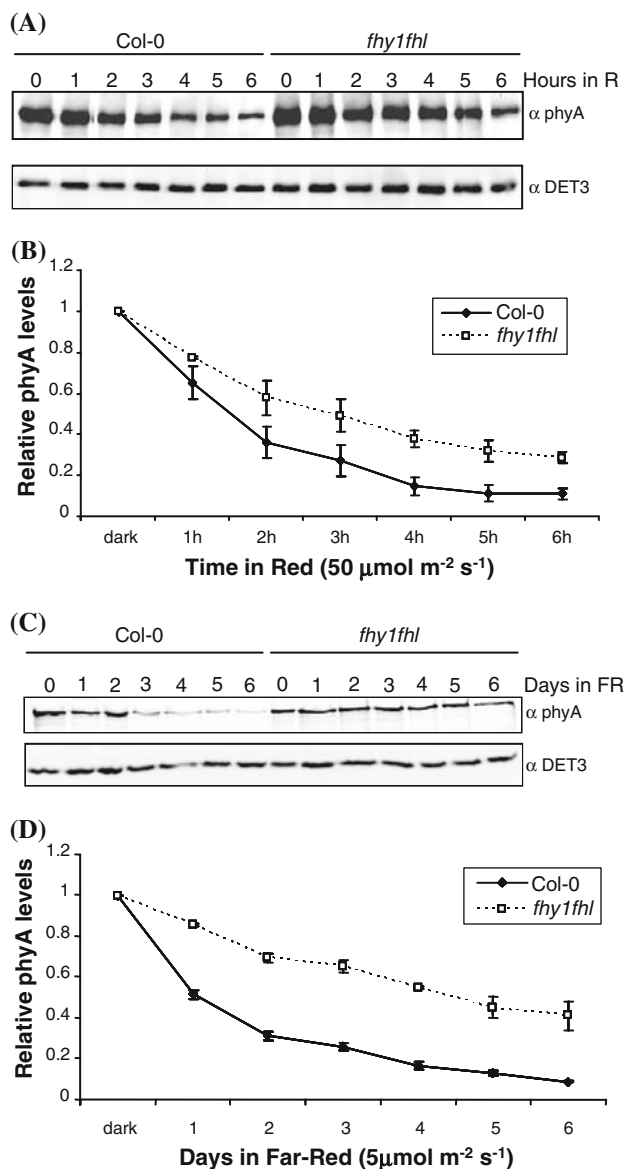 (A)
Col-0 fhy1fhl
0 1 2 3 4 5 6 0 1 2 3 4 5 6 Hours in R
α phyA
α DET3
(B)
1.2
1
0.8
0.6
0.4
0.2
0
Relative phyA levels
Col-0
fhy1fhl
dark 1h 2h 3h 4h 5h 6h
Time in Red (50 μmol m⁻² s⁻¹)
(C)
Col-0 fhy1fhl
0 1 2 3 4 5 6 0 1 2 3 4 5 6 Days in FR
α phyA
α DET3
(D)
1.2
1
0.8
0.6
0.4
0.2
0
Relative phyA levels
Col-0
fhy1fhl
dark 1 2 3 4 5 6
Days in Far-Red (5μmol m⁻² s⁻¹)